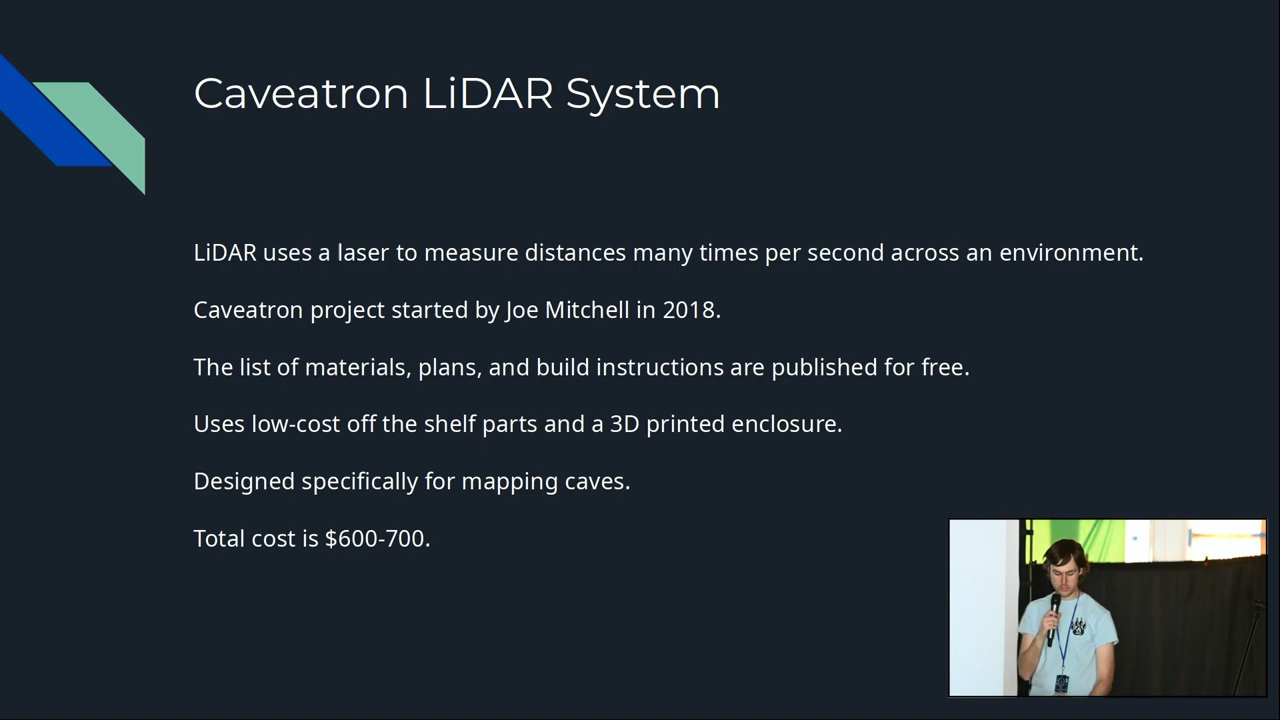 Caveatron LiDAR System
LiDAR uses a laser to measure distances many times per second across an environment.
Caveatron project started by Joe Mitchell in 2018.
The list of materials, plans, and build instructions are published for free.
Uses low-cost off the shelf parts and a 3D printed enclosure.
Designed specifically for mapping caves.
Total cost is $600-700.